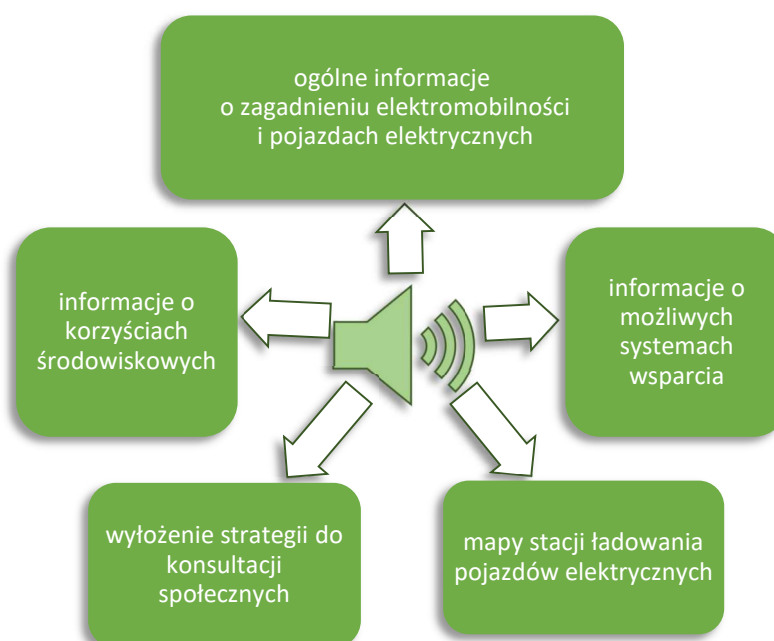 ogólne informacje
o zagadnieniu elektromobilności
i pojazdach elektrycznych
informacje o
korzyściach
środowiskowych
informacje o
możliwych
systemach
wsparcia
wyłożenie strategii do
konsultacji
społecznych
mapy stacji ładowania
pojazdów elektrycznych